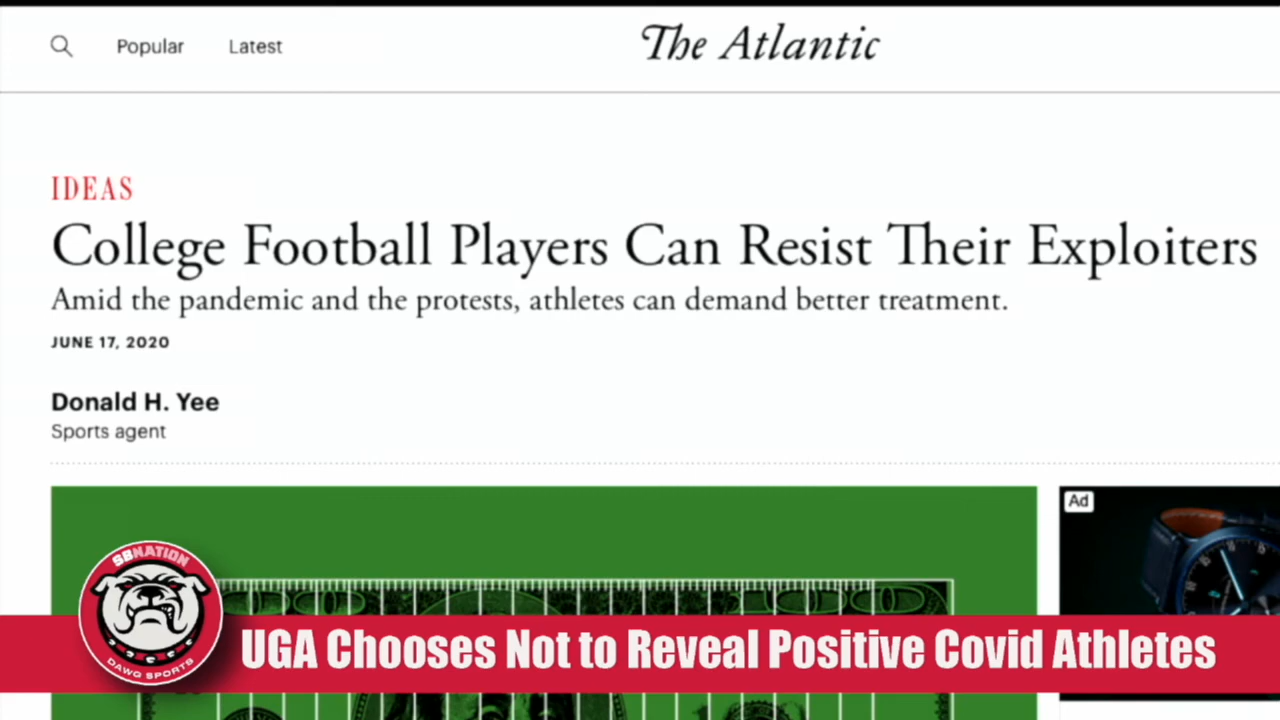 Popular
Latest
The Atlantic
IDEAS
College Football Players Can Resist Their Exploiters
Amid the pandemic and the protests, athletes can demand better treatment.
JUNE 17, 2020
Donald H. Yee
Sports agent
Ad
SBNATION
DAWG SPORTS
UGA Chooses Not to Reveal Positive Covid Athletes